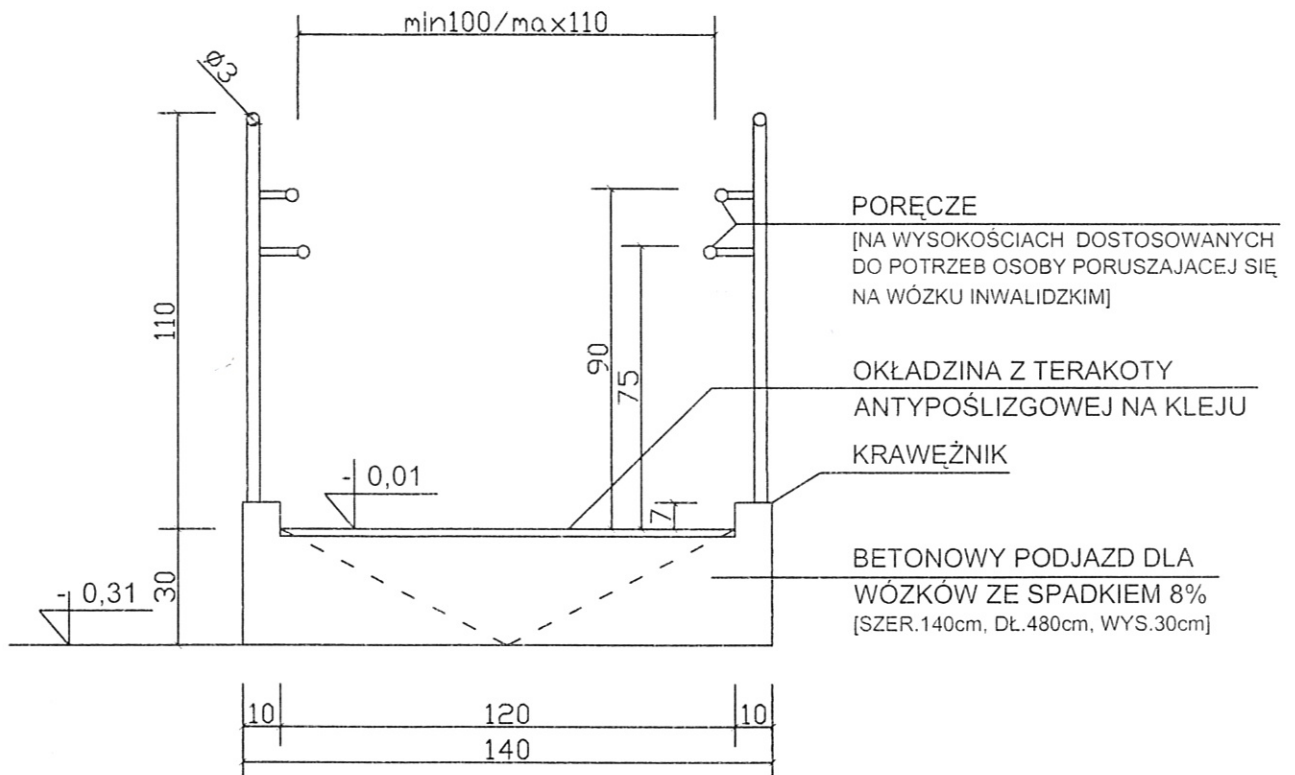 min100/max110
ø3
PORĘCZE
[NA WYSOKOŚCIACH DOSTOSOWANYCH
DO POTRZEB OSOBY PORUSZAJACEJ SIĘ
NA WÓZKU INWALIDZKIM]
110
90
75
OKŁADZINA Z TERAKOTY
ANTYPOŚLIZGOWEJ NA KLEJU
KRAWĘŻNIK
- 0,01
7
BETONOWY PODJAZD DLA
WÓZKÓW ZE SPADKIEM 8%
[SZER.140cm, DŁ.480cm, WYS.30cm]
30
- 0,31
10
120
10
140